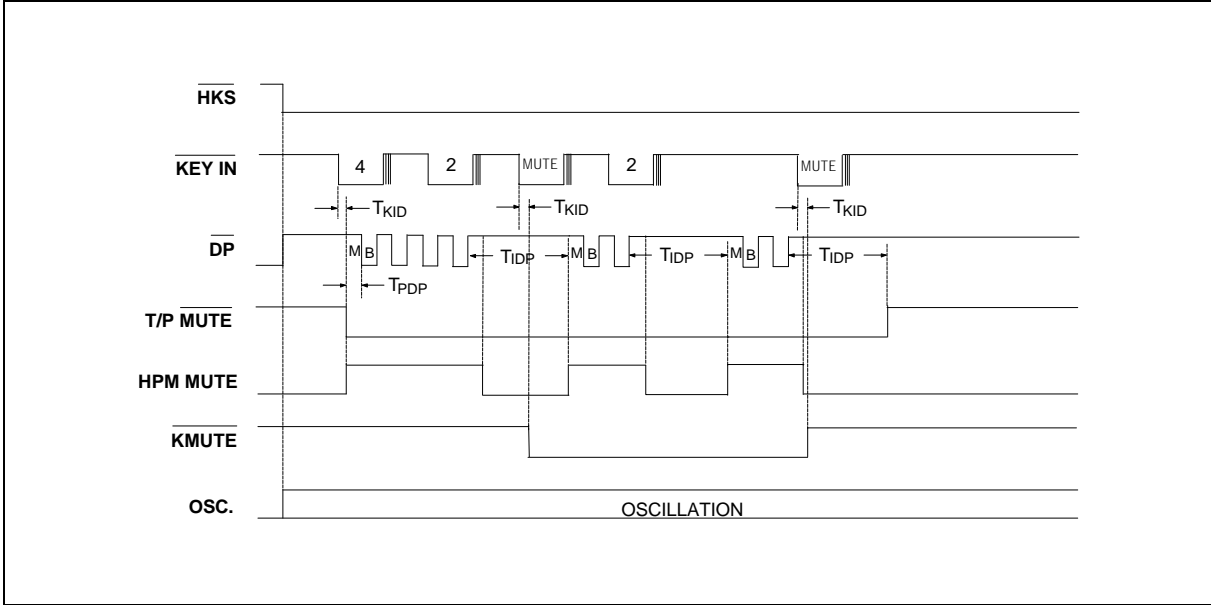 HKS
KEY IN 4 2 MUTE 2 MUTE
TKID TKID TKID
DP M B TIDP M B TIDP M B TIDP
TPDP
T/P MUTE
HPM MUTE
KMUTE
OSC. OSCILLATION